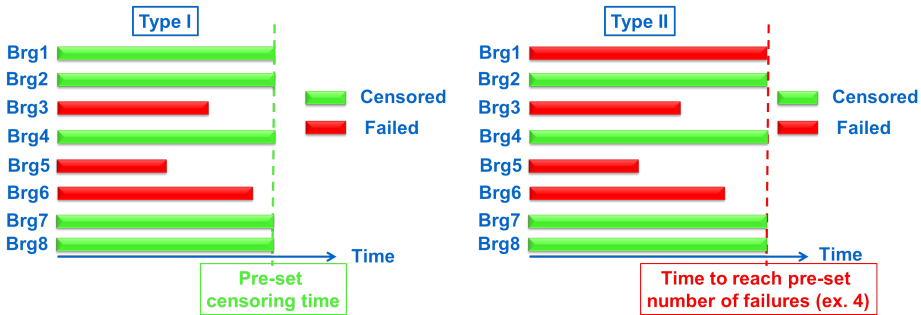 Type I
Brg1
Brg2
Brg3
Brg4
Brg5
Brg6
Brg7
Brg8
Censored
Failed
Time
Pre-set
censoring time
Type II
Brg1
Brg2
Brg3
Brg4
Brg5
Brg6
Brg7
Brg8
Censored
Failed
Time
Time to reach pre-set
number of failures (ex. 4)